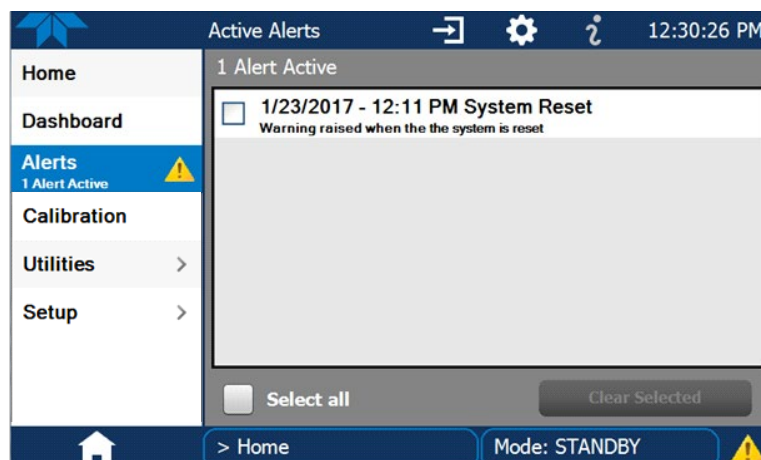 Active Alerts
12:30:26 PM
Home
Dashboard
Alerts
1 Alert Active
Calibration
Utilities
Setup
1 Alert Active
1/23/2017 - 12:11 PM System Reset
Warning raised when the the system is reset
Select all
Clear Selected
> Home
Mode: STANDBY